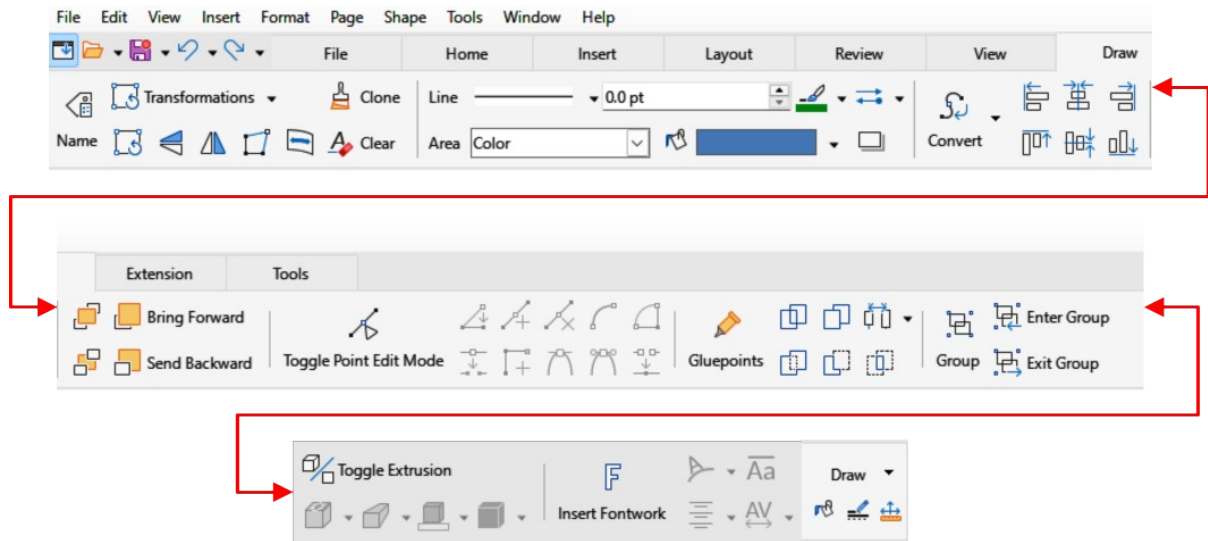 File Edit View Insert Format Page Shape Tools Window Help
File Home Insert Layout Review View Draw
Transformations Clone Line 0.0 pt
Name Clear Area Color Convert
Extension Tools
Bring Forward Enter Group
Send Backward Toggle Point Edit Mode Gluepoints Group Exit Group
Toggle Extrusion F Aa Draw
Insert Fontwork AV